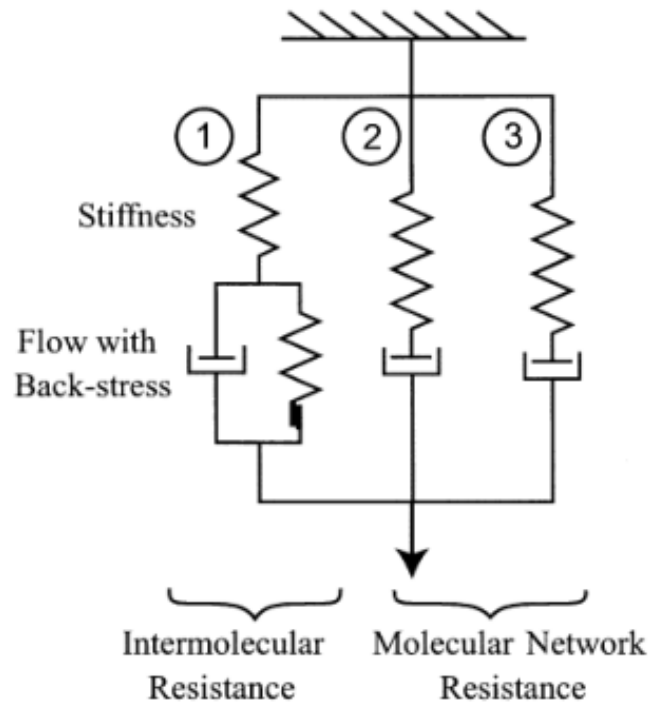 1
2
3
Stiffness
Flow with
Back-stress
Intermolecular
Resistance
Molecular Network
Resistance